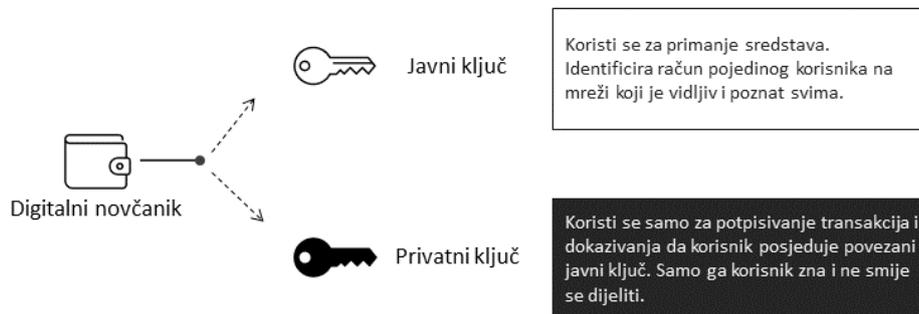 Javni ključ
Koristi se za primanje sredstava.
Identificira račun pojedinog korisnika na
mreži koji je vidljiv i poznat svima.
Digitalni novčanik
Privatni ključ
Koristi se samo za potpisivanje transakcija i
dokazivanja da korisnik posjeduje povezani
javni ključ. Samo ga korisnik zna i ne smije
se dijeliti.